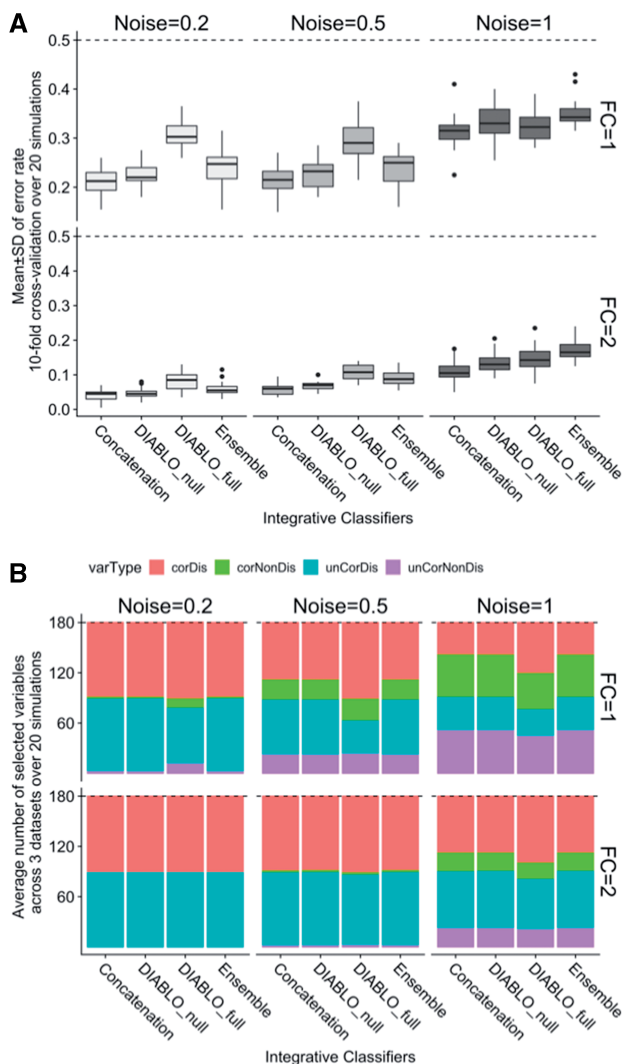 A
Noise=0.2 Noise=0.5 Noise=1
Mean±SD of error rate
10-fold cross-validation over 20 simulations
0.5
0.4
0.3
0.2
FC=1
0.5
0.4
0.3
0.2
0.1
0.0
FC=2
Concatenation DIABLO_null DIABLO_full Ensemble Concatenation DIABLO_null DIABLO_full Ensemble Concatenation DIABLO_null DIABLO_full Ensemble
Integrative Classifiers
B
varType corDis corNonDis unCorDis unCorNonDis
Noise=0.2 Noise=0.5 Noise=1
Average number of selected variables
across 3 datasets over 20 simulations
180
120
60
FC=1
180
120
60
FC=2
Concatenation DIABLO_null DIABLO_full Ensemble Concatenation DIABLO_null DIABLO_full Ensemble Concatenation DIABLO_null DIABLO_full Ensemble
Integrative Classifiers